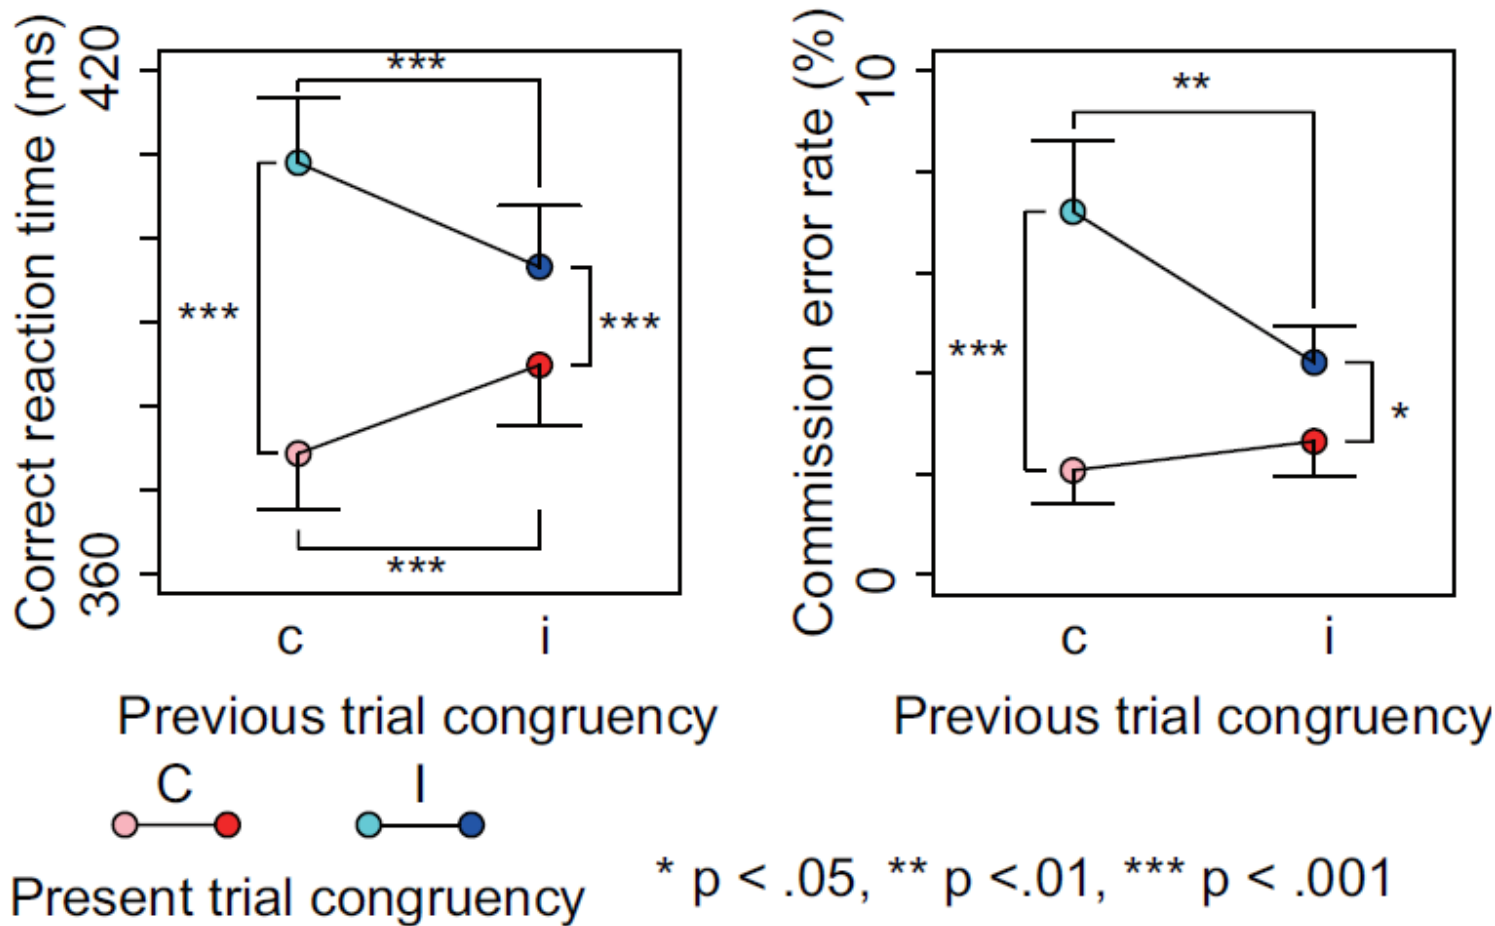 Correct reaction time (ms)
420
360
***
***
***
***
c
i
Previous trial congruency
Commission error rate (%)
10
0
**
***
*
c
i
Previous trial congruency
C
I
Present trial congruency
* p < .05, ** p <.01, *** p < .001